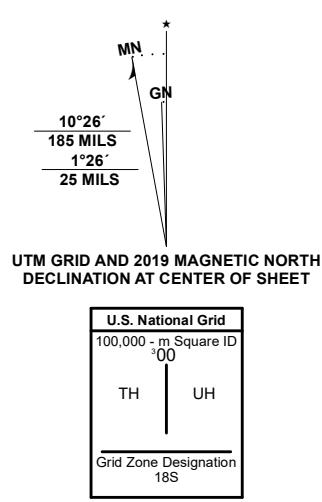 ★
MN
GN
10°26´
185 MILS
1°26´
25 MILS
UTM GRID AND 2019 MAGNETIC NORTH
DECLINATION AT CENTER OF SHEET
U.S. National Grid
100,000 - m Square ID
³00
TH UH
Grid Zone Designation
18S